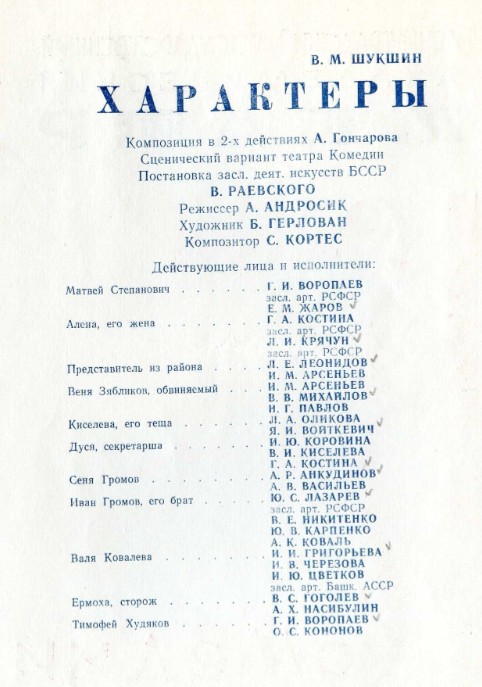 В. М. ШУКШИН
ХАРАКТЕРЫ
Композиция в 2-х действиях А. Гончарова
Сценический вариант театра Комедии
Постановка засл. деят. искусств БССР
В. РАЕВСКОГО
Режиссер А. АНДРОСИК
Художник Б. ГЕРЛОВАН
Композитор С. КОРТЕС
Действующие лица и исполнители:
Матвей Степанович . . . . . . Г. И. ВОРОПАЕВ
засл. арт. РСФСР
Е. М. ЖАРОВ
Алена, его жена . . . . . . . Г. А. КОСТИНА
засл. арт. РСФСР
Л. И. КРЯЧУН
засл. арт. РСФСР
Представитель из района . . . . Л. Е. ЛЕОНИДОВ
И. М. АРСЕНЬЕВ
Веня Зябликов, обвиняемый . . . И. М. АРСЕНЬЕВ
В. В. МИХАЙЛОВ
Н. Г. ПАВЛОВ
Киселева, его теща . . . . . Л. А. ОЛИКОВА
Я. И. ВОЙТКЕВИЧ
Дуся, секретарша . . . . . . И. Ю. КОРОВИНА
В. И. КИСЕЛЕВА
Г. А. КОСТИНА
Сеня Громов . . . . . . . А. Р. АНКУДИНОВ
А. В. ВАСИЛЬЕВ
Иван Громов, его брат . . . . . Ю. С. ЛАЗАРЕВ
засл. арт. РСФСР
В. Е. НИКИТЕНКО
Ю. В. КАРПЕНКО
А. К. КОВАЛЬ
Валя Ковалева . . . . . . . И. И. ГРИГОРЬЕВА
И. В. ЧЕРЕЗОВА
И. Ю. ЦВЕТКОВ
засл. арт. Башк. АССР
Ермоха, сторож . . . . . . . В. С. ГОГОЛЕВ
А. Х. НАСИБУЛИН
Тимофей Худяков . . . . . . Г. И. ВОРОПАЕВ
О. С. КОНОНОВ